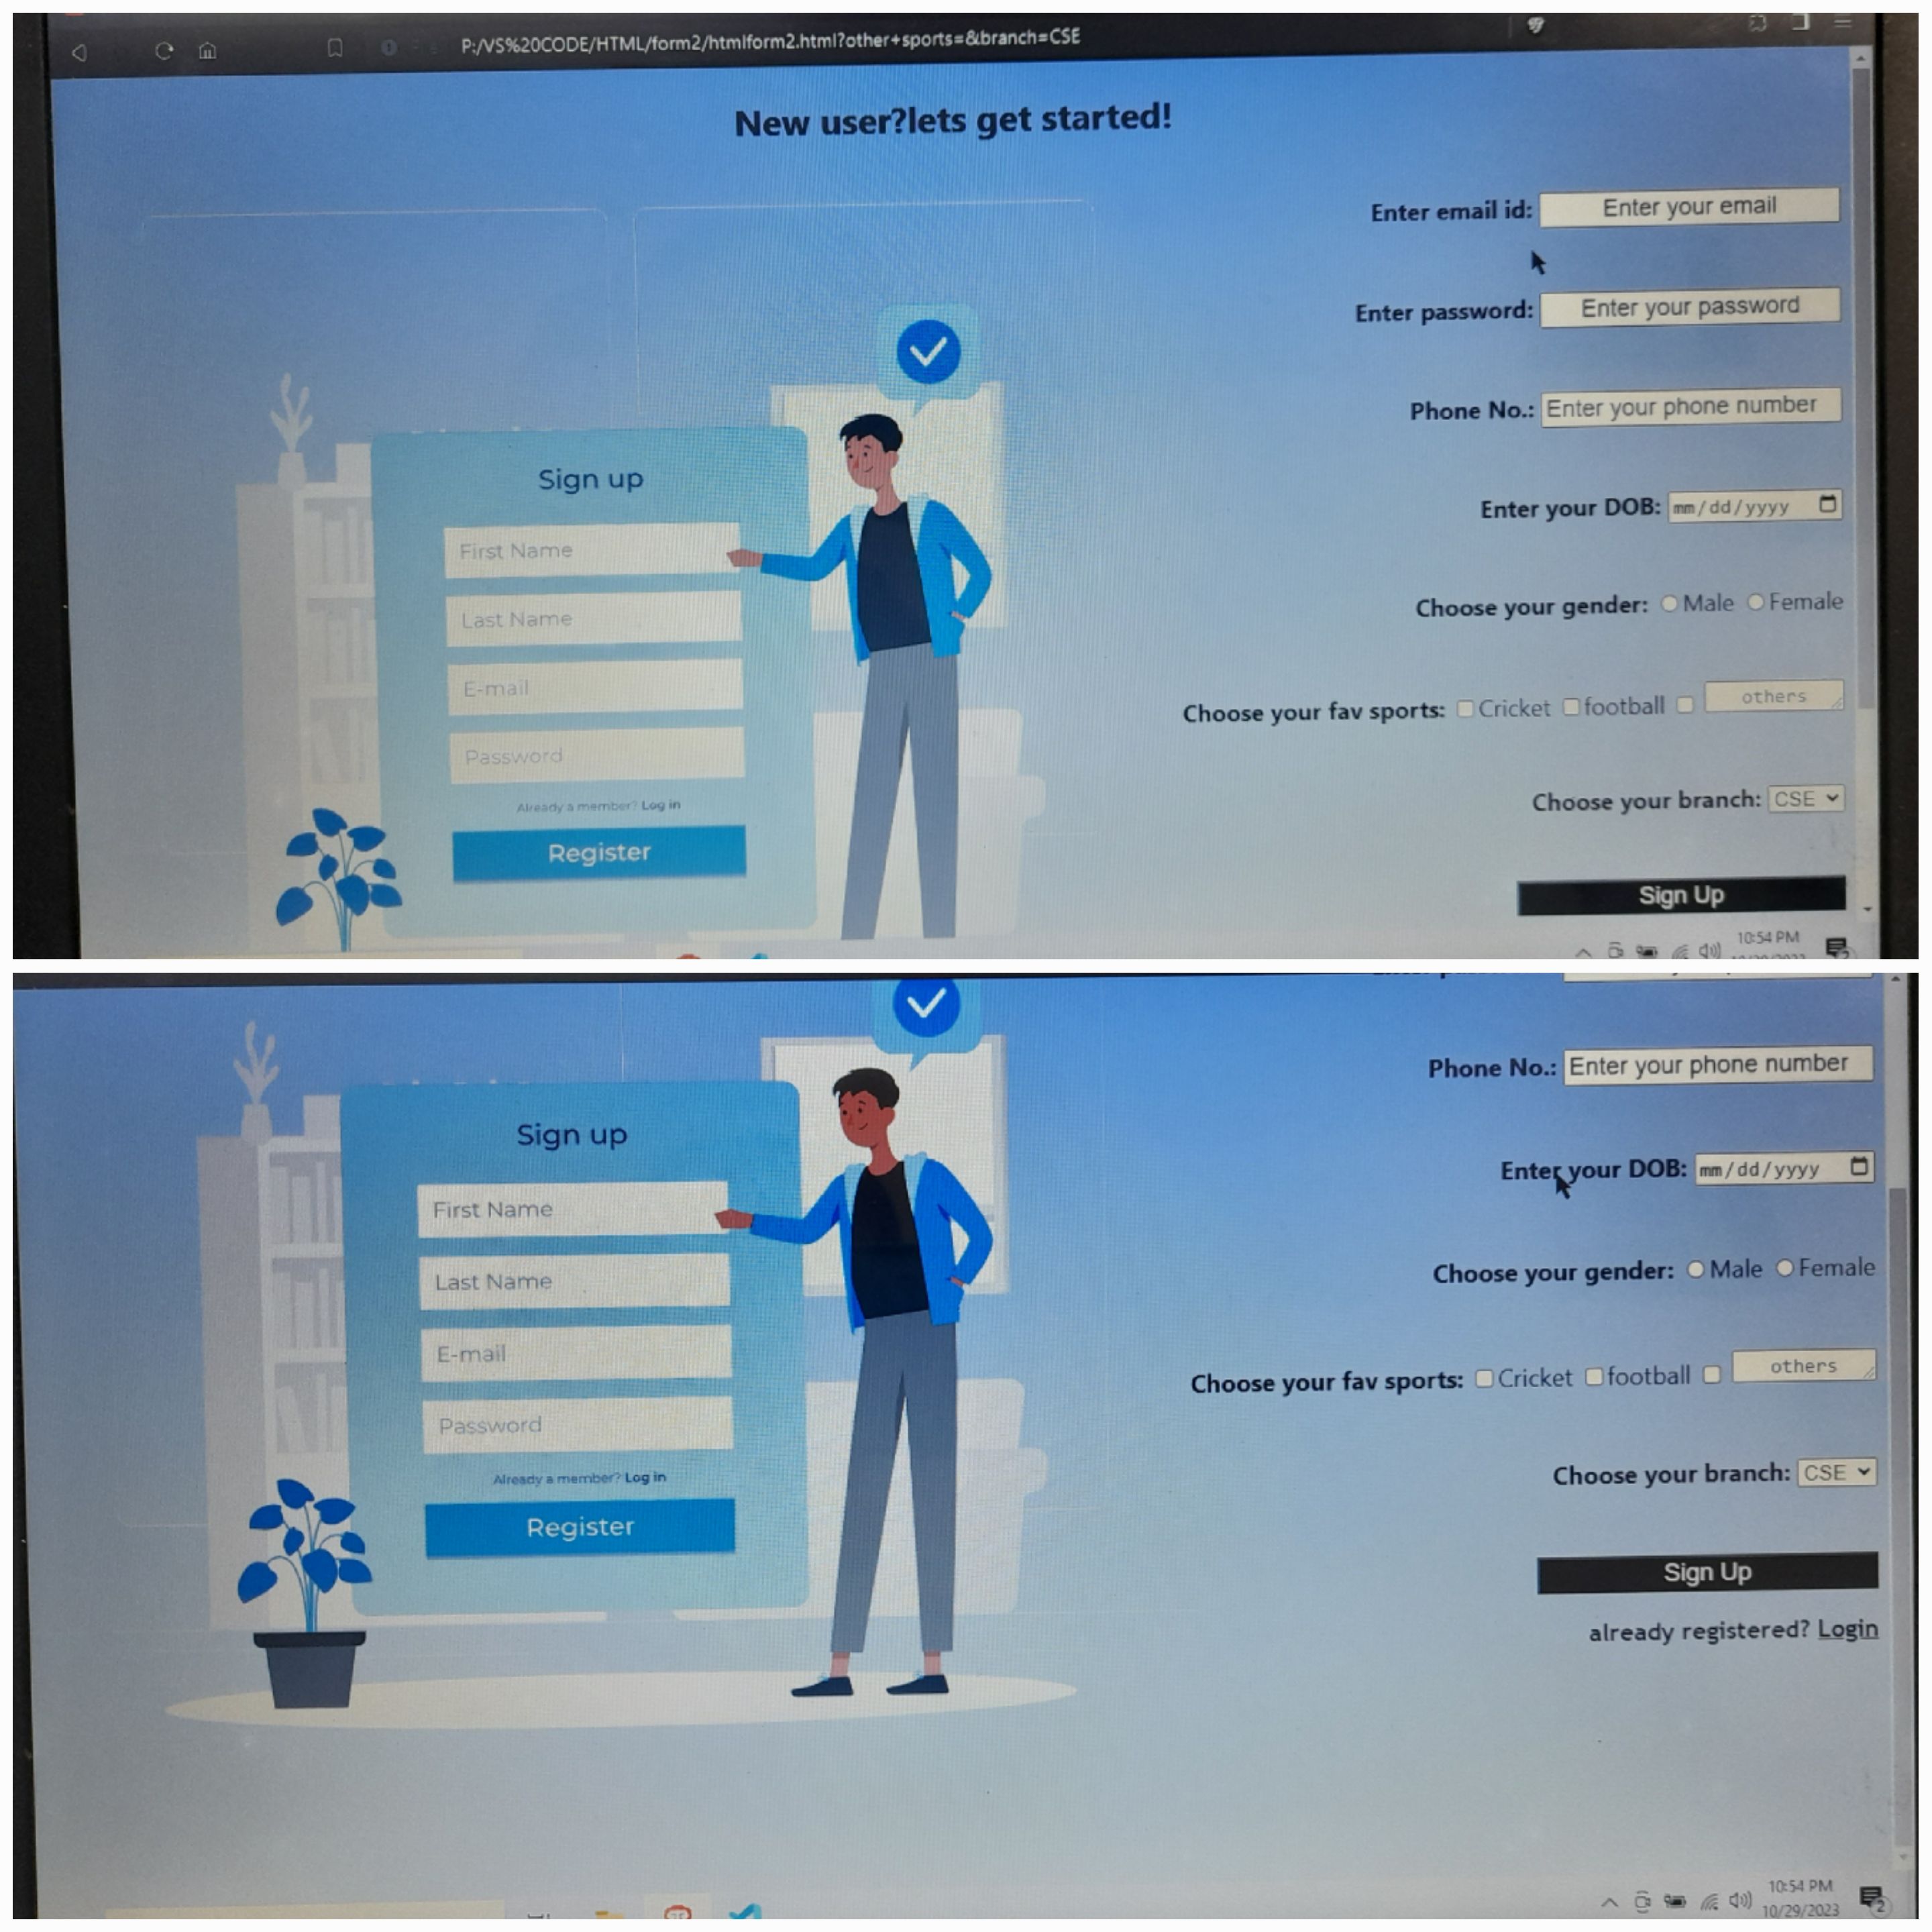 P:/VS%20CODE/HTML/form2/htmlform2.html?other+sports=&branch=CSE
New user?lets get started!
Enter email id: Enter your email
Enter password: Enter your password
Phone No.: Enter your phone number
Enter your DOB: mm/dd/yyyy
Choose your gender: Male Female
Choose your fav sports: Cricket football others
Choose your branch: CSE
Sign Up
Sign up
First Name
Last Name
E-mail
Password
Already a member? Log in
Register
10:54 PM
Phone No.: Enter your phone number
Enter your DOB: mm/dd/yyyy
Choose your gender: Male Female
Choose your fav sports: Cricket football others
Choose your branch: CSE
Sign Up
already registered? Login
Sign up
First Name
Last Name
E-mail
Password
Already a member? Log in
Register
10:54 PM
10/29/2023
2